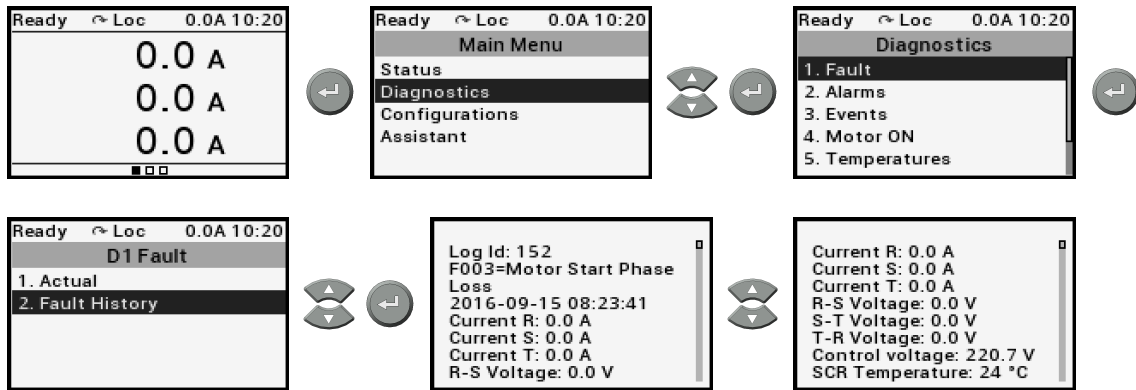 Ready Loc 0.0A 10:20
0.0 A
0.0 A
0.0 A
Ready Loc 0.0A 10:20
Main Menu
Status
Diagnostics
Configurations
Assistant
Ready Loc 0.0A 10:20
Diagnostics
1. Fault
2. Alarms
3. Events
4. Motor ON
5. Temperatures
Ready Loc 0.0A 10:20
D1 Fault
1. Actual
2. Fault History
Log Id: 152
F003=Motor Start Phase
Loss
2016-09-15 08:23:41
Current R: 0.0 A
Current S: 0.0 A
Current T: 0.0 A
R-S Voltage: 0.0 V
Current R: 0.0 A
Current S: 0.0 A
Current T: 0.0 A
R-S Voltage: 0.0 V
S-T Voltage: 0.0 V
T-R Voltage: 0.0 V
Control voltage: 220.7 V
SCR Temperature: 24 °C